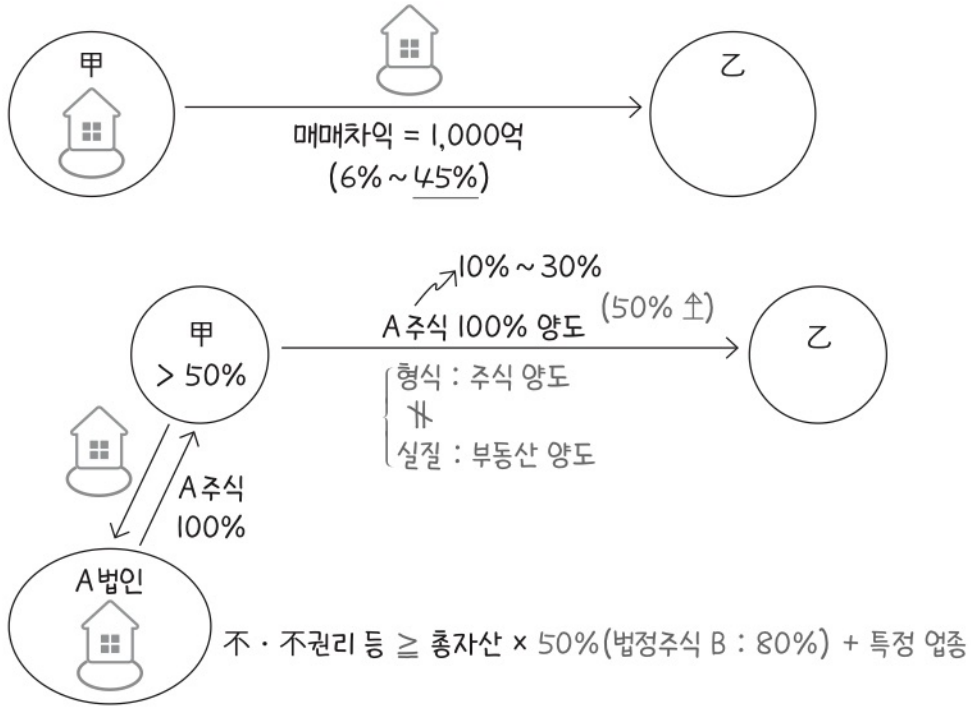 甲
乙
매매차익 = 1,000억
(6% ~ 45%)
10% ~ 30%
A 주식 100% 양도 (50% 호)
甲
> 50%
乙
형식 : 주식 양도
∦
실질 : 부동산 양도
A 주식
100%
A 법인
不 · 不권리 등 ≧ 총자산 × 50%(법정주식 B : 80%) + 특정 업종